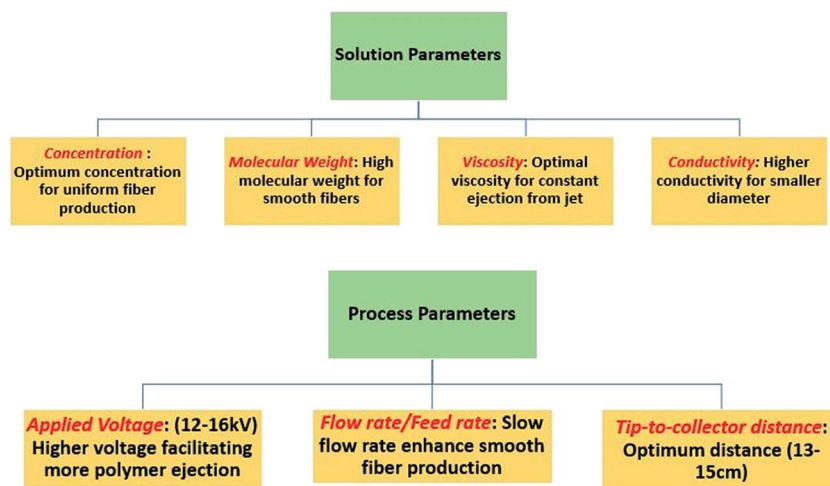 Solution Parameters
Concentration :
Optimum concentration
for uniform fiber
production
Molecular Weight: High
molecular weight for
smooth fibers
Viscosity: Optimal
viscosity for constant
ejection from jet
Conductivity: Higher
conductivity for smaller
diameter
Process Parameters
Applied Voltage: (12-16kV)
Higher voltage facilitating
more polymer ejection
Flow rate/Feed rate: Slow
flow rate enhance smooth
fiber production
Tip-to-collector distance:
Optimum distance (13-
15cm)